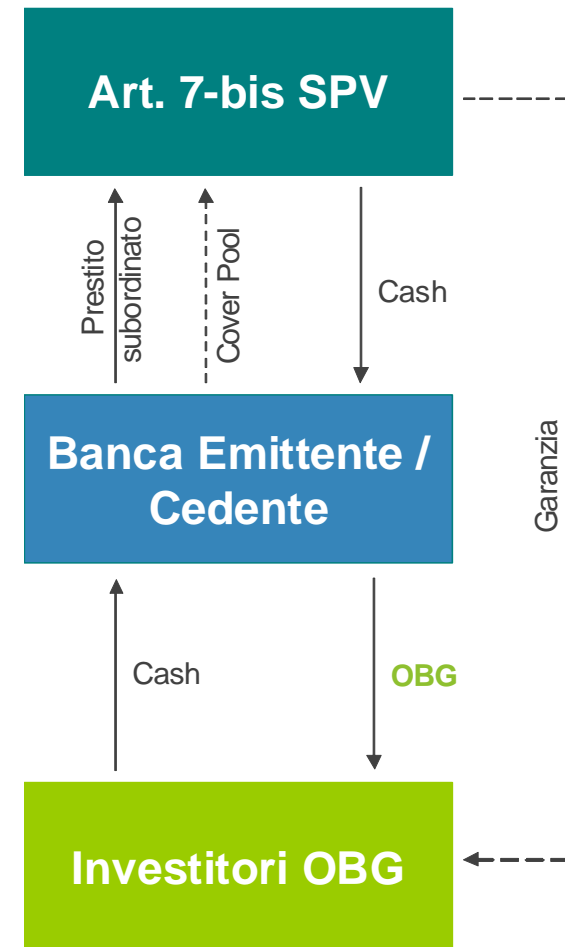 Art. 7-bis SPV
Prestito
subordinato
Cover Pool
Cash
Banca Emittente /
Cedente
Garanzia
Cash
OBG
Investitori OBG